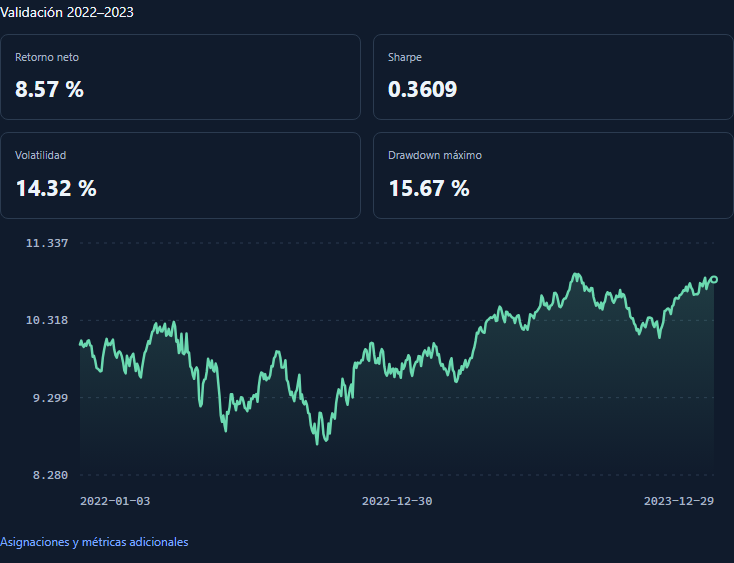 Validación 2022–2023
Retorno neto
8.57 %
Sharpe
0.3609
Volatilidad
14.32 %
Drawdown máximo
15.67 %
11.337
10.318
9.299
8.280
2022-01-03
2022-12-30
2023-12-29
Asignaciones y métricas adicionales